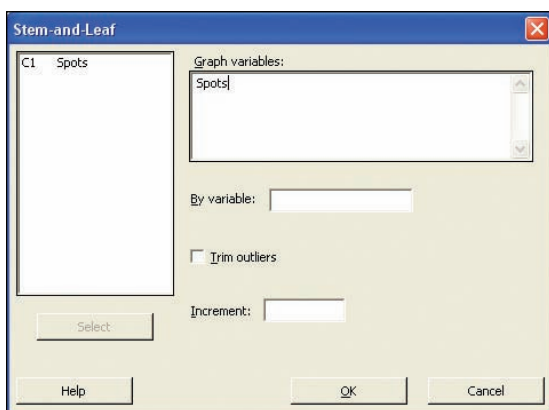 Stem-and-Leaf
C1 Spots
Graph variables:
Spots
By variable:
Trim outliers
Increment:
Select
Help
OK
Cancel